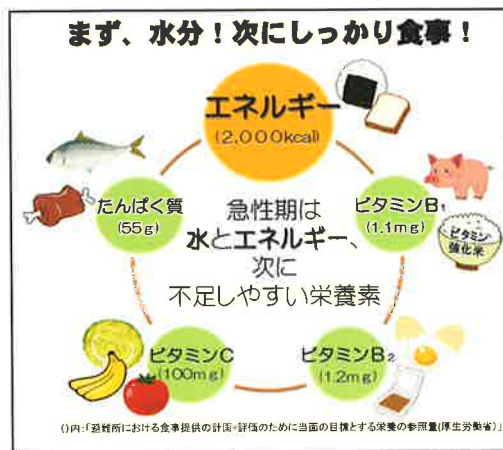 まず、水分！次にしっかり食事！
エネルギー
(2,000kcal)
たんぱく質
(55g)
ビタミンB₁
(1.1mg)
ビタミン
強化米
急性期は
水とエネルギー、
次に
不足しやすい栄養素
ビタミンC
(100mg)
ビタミンB₂
(1.2mg)
()内:「避難所における食事提供の計画・評価のために当面の目標とする栄養の参照量(厚生労働省)」